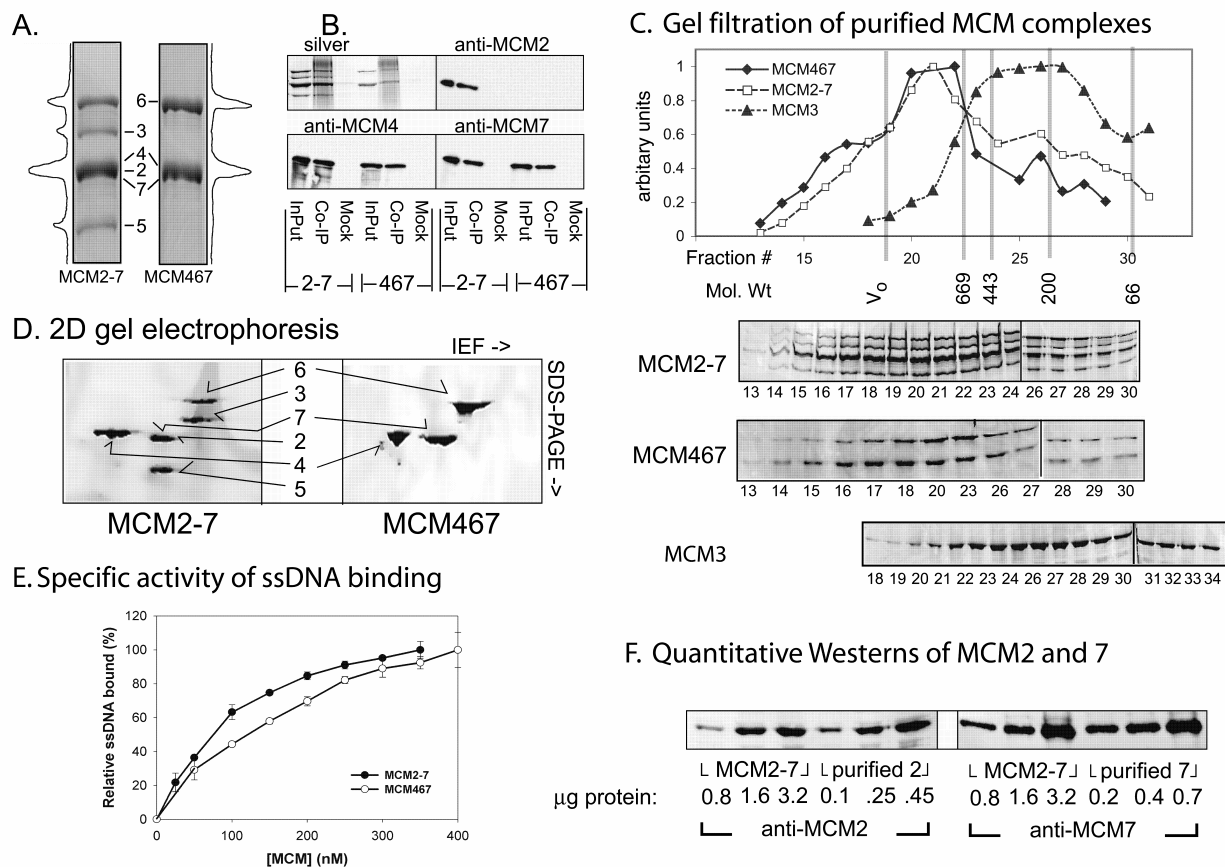 A.
6
3
4
2
7
5
MCM2-7 MCM467
B.
silver anti-MCM2
anti-MCM4 anti-MCM7
InPut Co-IP Mock InPut Co-IP Mock InPut Co-IP Mock InPut Co-IP Mock
2-7 467 2-7 467
C. Gel filtration of purified MCM complexes
MCM467
MCM2-7
MCM3
arbitary units
1
0.8
0.6
0.4
0.2
0
Fraction # 15 20 25 30
Mol. Wt Vo 669 443 200 66
MCM2-7
13 14 15 16 17 18 19 20 21 22 23 24 26 27 28 29 30
MCM467
13 14 15 16 17 18 20 23 26 27 28 29 30
MCM3
18 19 20 21 22 23 24 26 27 28 29 30 31 32 33 34
D. 2D gel electrophoresis
IEF ->
SDS-PAGE ->
6
3
7
2
4
5
MCM2-7 MCM467
E. Specific activity of ssDNA binding
Relative ssDNA bound (%)
120
100
80
60
40
20
0
MCM2-7
MCM467
0 100 200 300 400
[MCM] (nM)
F. Quantitative Westerns of MCM2 and 7
MCM2-7 purified 2 MCM2-7 purified 7
μg protein: 0.8 1.6 3.2 0.1 .25 .45 0.8 1.6 3.2 0.2 0.4 0.7
anti-MCM2 anti-MCM7